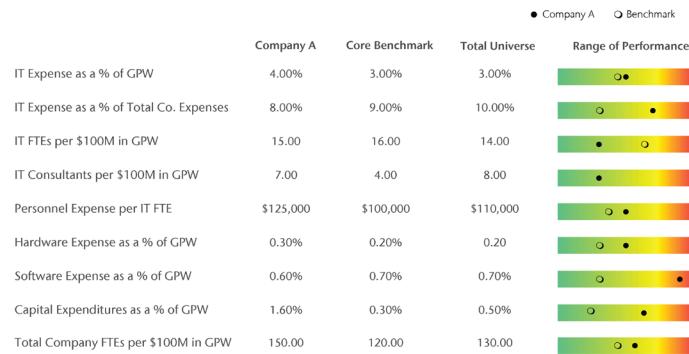 Company A Benchmark
Company A Core Benchmark Total Universe Range of Performance
IT Expense as a % of GPW 4.00% 3.00% 3.00%
IT Expense as a % of Total Co. Expenses 8.00% 9.00% 10.00%
IT FTEs per $100M in GPW 15.00 16.00 14.00
IT Consultants per $100M in GPW 7.00 4.00 8.00
Personnel Expense per IT FTE $125,000 $100,000 $110,000
Hardware Expense as a % of GPW 0.30% 0.20% 0.20
Software Expense as a % of GPW 0.60% 0.70% 0.70%
Capital Expenditures as a % of GPW 1.60% 0.30% 0.50%
Total Company FTEs per $100M in GPW 150.00 120.00 130.00